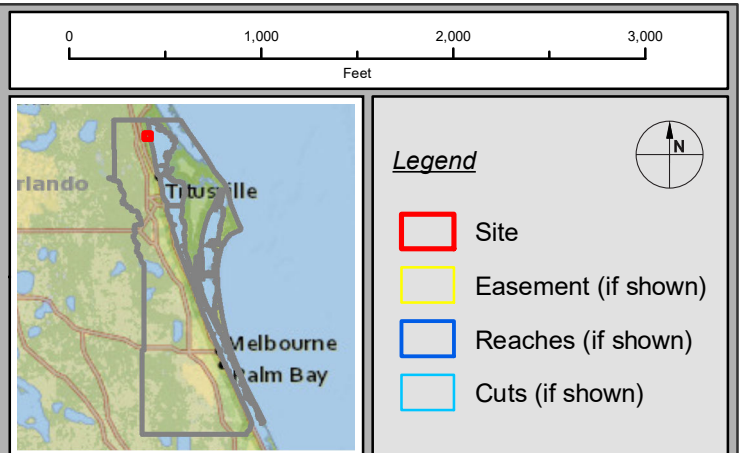 0 1,000 2,000 3,000
Feet
rlando
Titusville
Melbourne
Palm Bay
Legend
N
Site
Easement (if shown)
Reaches (if shown)
Cuts (if shown)